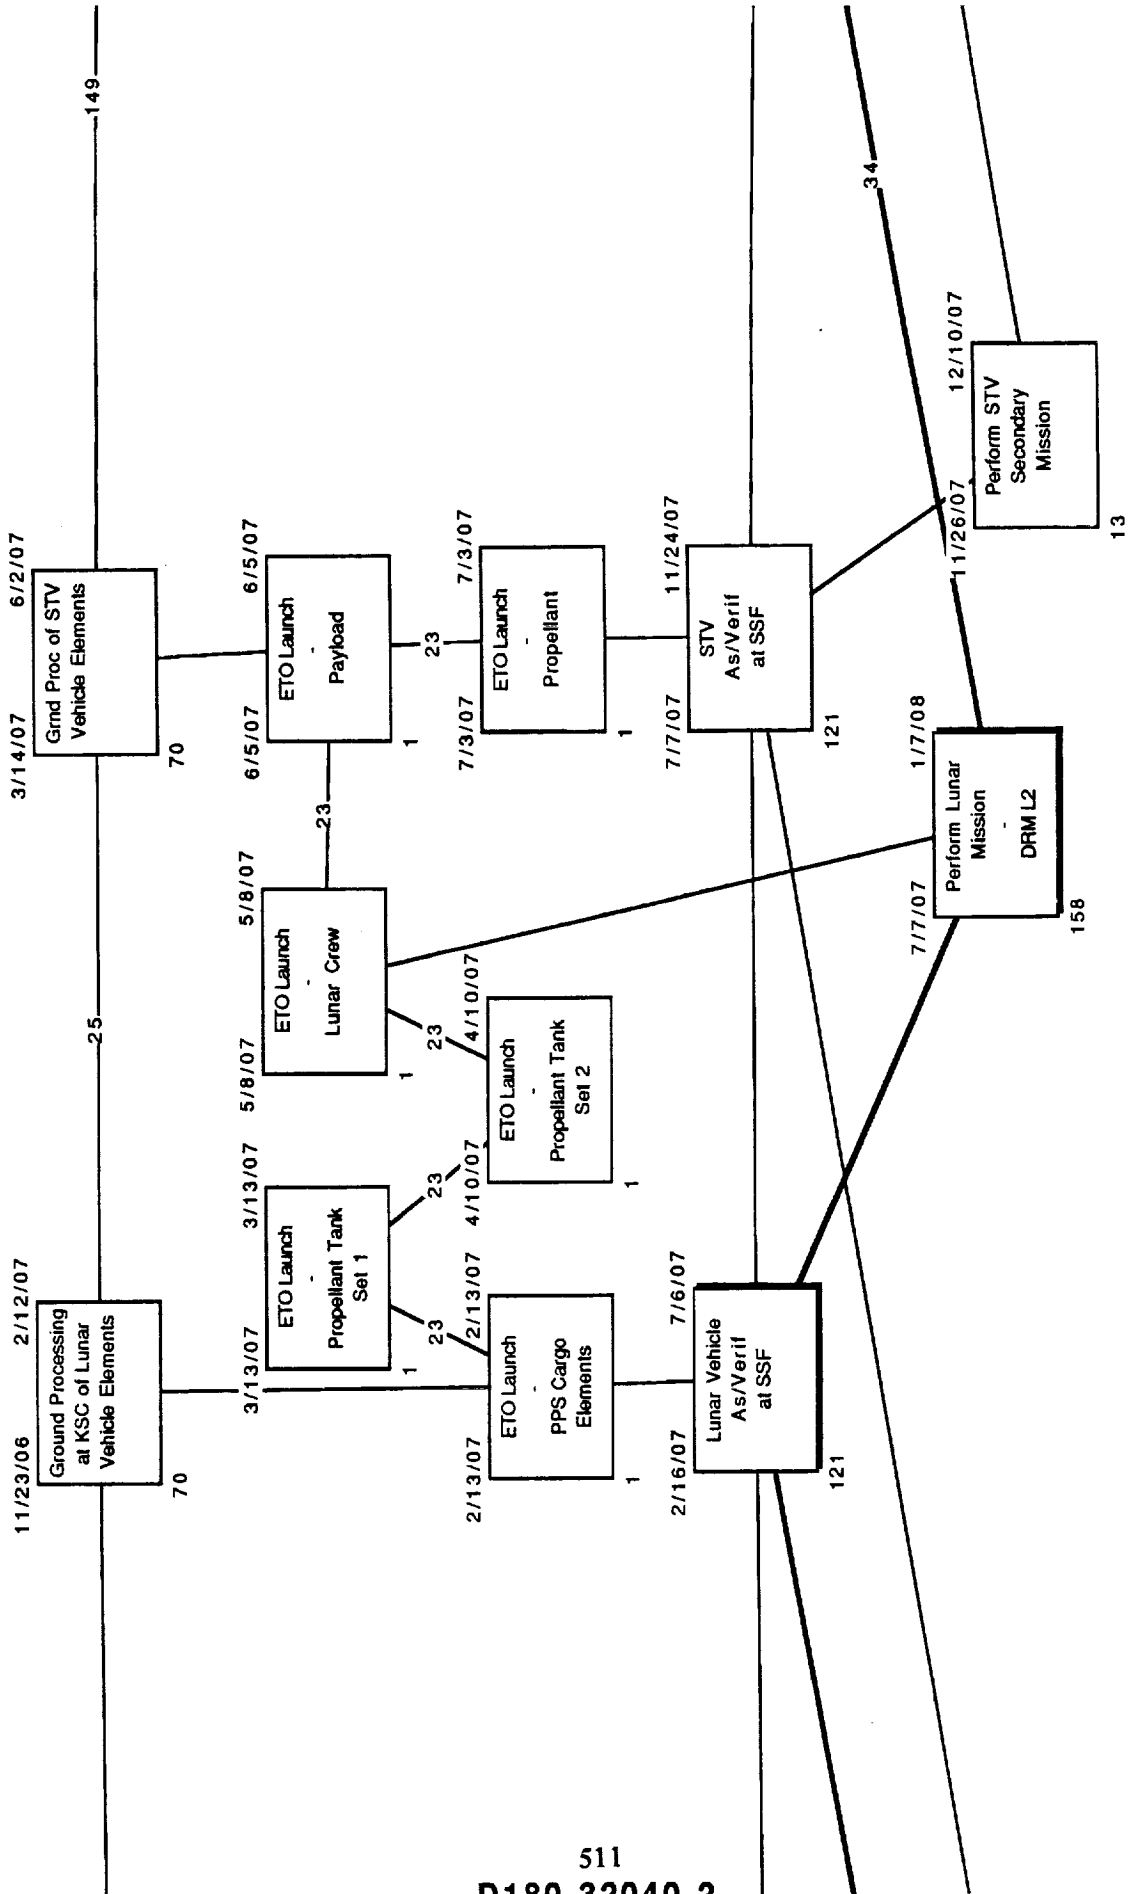 11/23/06
2/12/07
Ground Processing
at KSC of Lunar
Vehicle Elements
70
25
3/14/07
6/2/07
Grnd Proc of STV
Vehicle Elements
70
149
3/13/07
3/13/07
ETO Launch
-
Propellant Tank
Set 1
1
5/8/07
5/8/07
ETO Launch
-
Lunar Crew
1
23
6/5/07
6/5/07
ETO Launch
-
Payload
1
23
23
23
23
2/13/07
2/13/07
ETO Launch
-
PPS Cargo
Elements
1
4/10/07
4/10/07
ETO Launch
-
Propellant Tank
Set 2
1
7/3/07
7/3/07
ETO Launch
-
Propellant
1
2/16/07
7/6/07
Lunar Vehicle
As/Verif
at SSF
121
7/7/07
11/24/07
STV
As/Verif
at SSF
121
34
7/7/07
1/7/08
Perform Lunar
Mission
-
DRM L2
158
11/26/07
12/10/07
Perform STV
Secondary
Mission
13
511